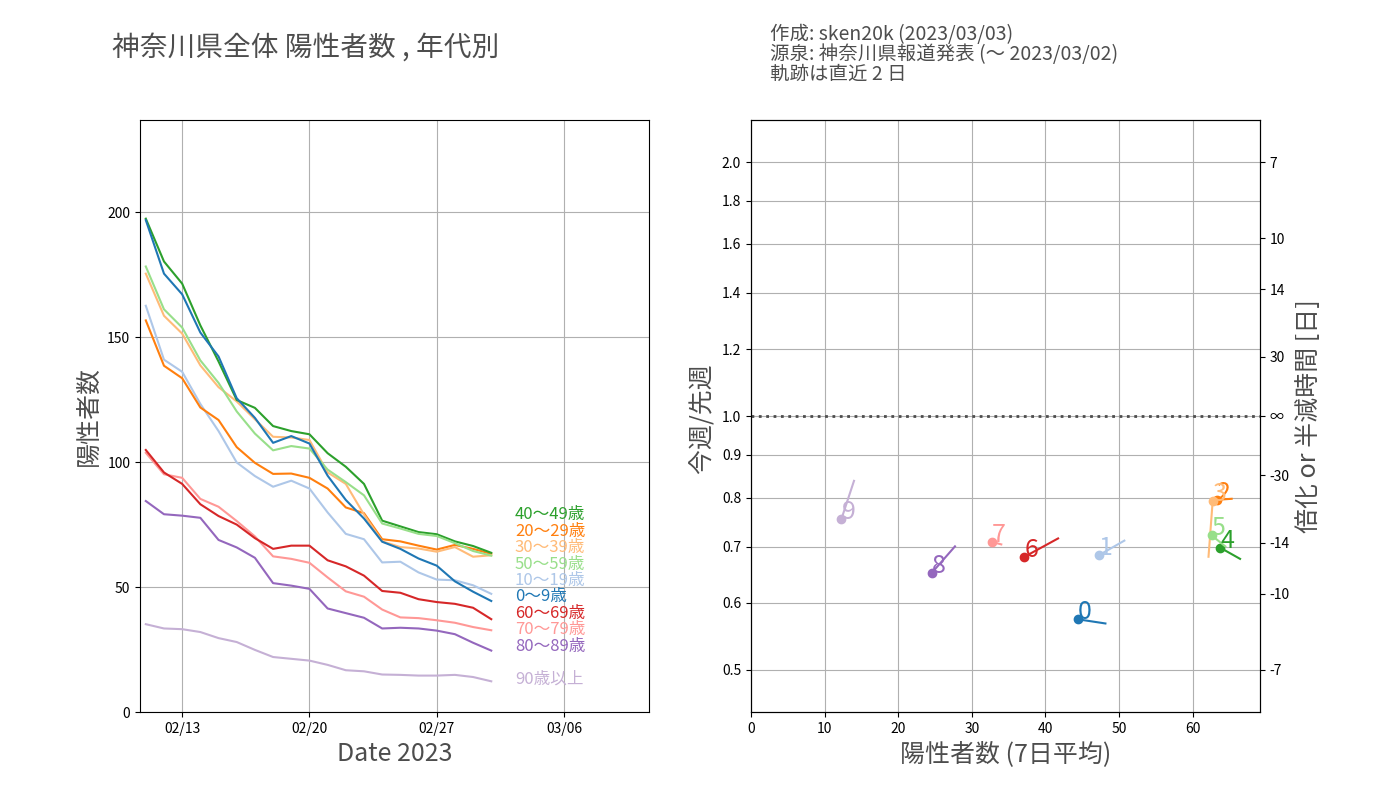 神奈川県全体 陽性者数 , 年代別
作成: sken20k (2023/03/03)
源泉: 神奈川県報道発表 (〜 2023/03/02)
軌跡は直近 2 日
陽性者数
200
150
100
50
0
02/13
02/20
02/27
03/06
Date 2023
40〜49歳
20〜29歳
30〜39歳
50〜59歳
10〜19歳
0〜9歳
60〜69歳
70〜79歳
80〜89歳
90歳以上
今週/先週
2.0
1.8
1.6
1.4
1.2
1.0
0.9
0.8
0.7
0.6
0.5
0
10
20
30
40
50
60
陽性者数 (7日平均)
7
10
14
30
∞
-30
-14
-10
-7
倍化 or 半減時間 [日]
9
8
7
6
1
0
3
2
5
4